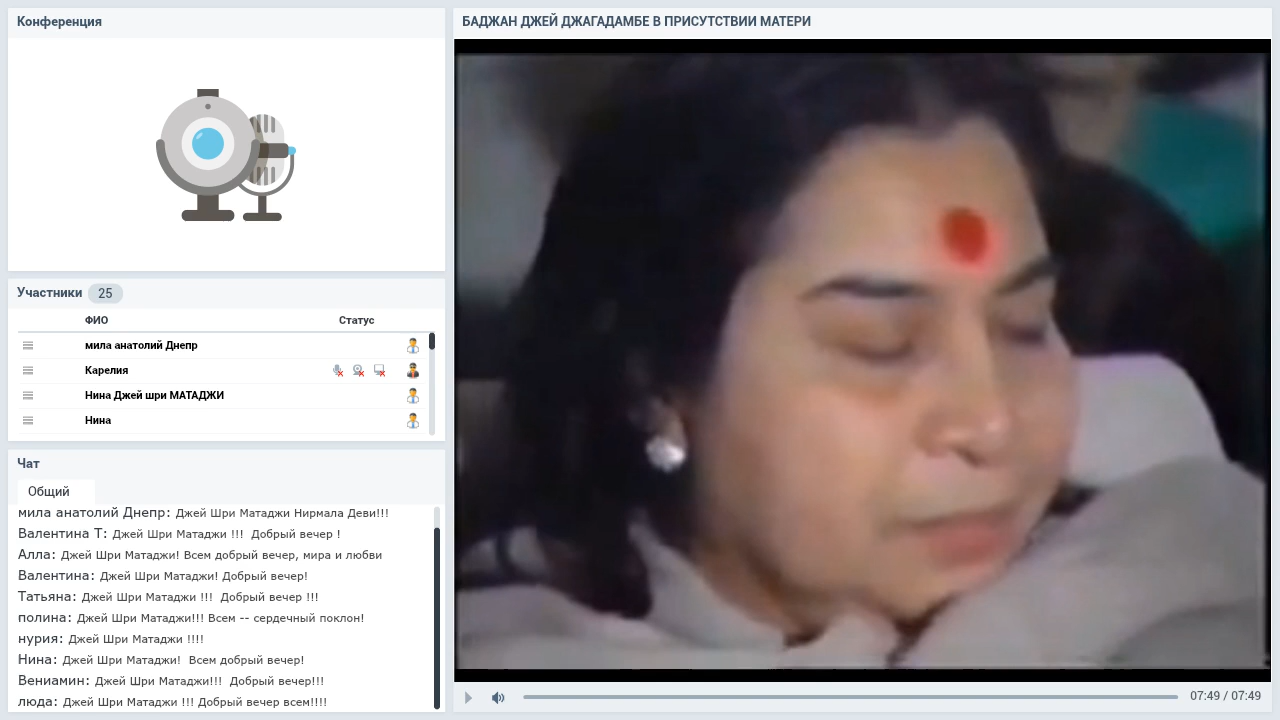 Конференция
БАДЖАН ДЖЕЙ ДЖАГАДАМБЕ В ПРИСУТСТВИИ МАТЕРИ
Участники 25
ФИО Статус
мила анатолий Днепр
Карелия
Нина Джей шри МАТАДЖИ
Нина
Чат
Общий
мила анатолий Днепр: Джей Шри Матаджи Нирмала Деви!!!
Валентина Т: Джей Шри Матаджи !!! Добрый вечер !
Алла: Джей Шри Матаджи! Всем добрый вечер, мира и любви
Валентина: Джей Шри Матаджи! Добрый вечер!
Татьяна: Джей Шри Матаджи !!! Добрый вечер !!!
полина: Джей Шри Матаджи!!! Всем -- сердечный поклон!
нурия: Джей Шри Матаджи !!!!
Нина: Джей Шри Матаджи! Всем добрый вечер!
Вениамин: Джей Шри Матаджи!!! Добрый вечер!!!
люда: Джей Шри Матаджи !!! Добрый вечер всем!!!!
07:49 / 07:49